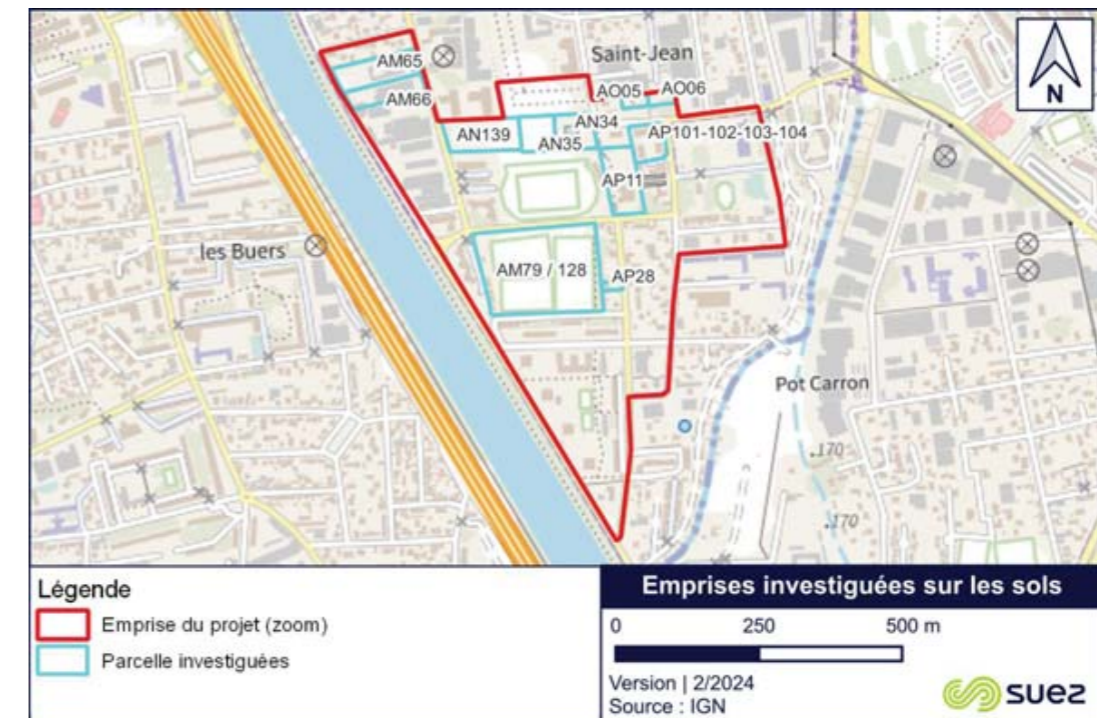 Saint-Jean
N
AM65
AM66
AO05
AO06
AN139
AN34
AN35
AP101-102-103-104
AP11
les Buers
AM79 / 128
AP28
Pot Carron
.170
.170
Légende
Emprise du projet (zoom)
Parcelle investiguées
Emprises investiguées sur les sols
0 250 500 m
Version | 2/2024
Source : IGN
suez